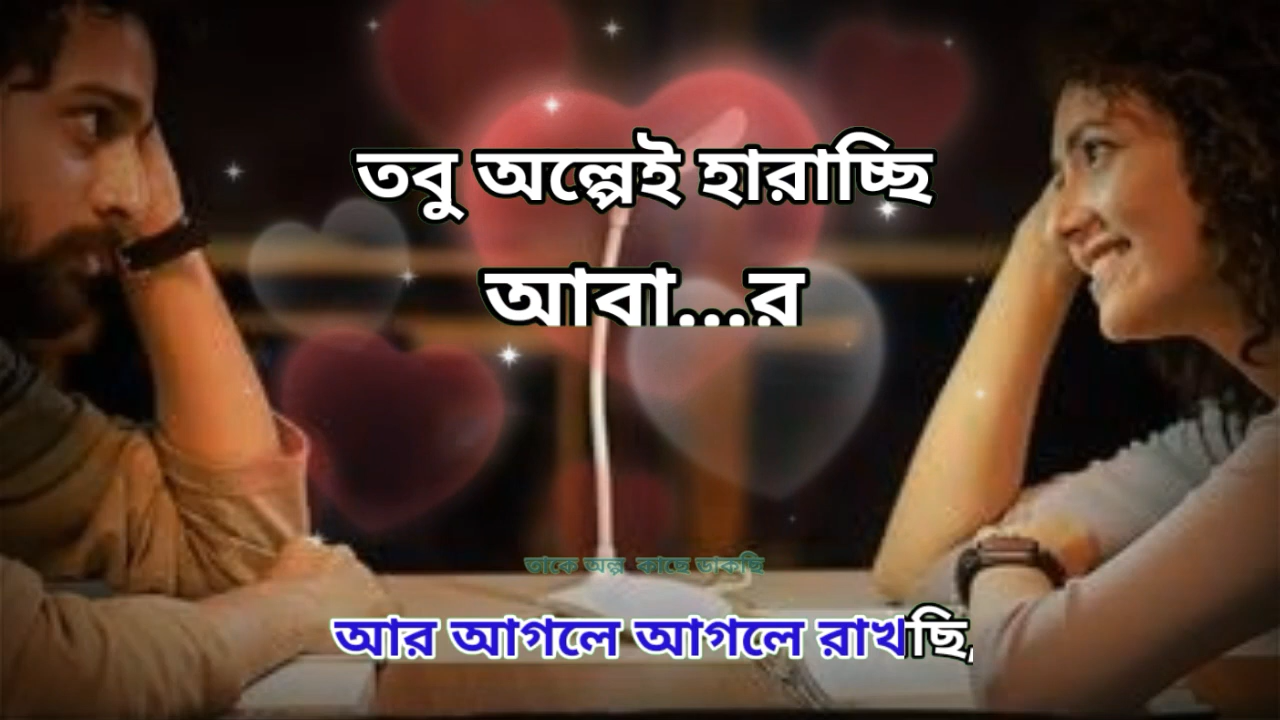 তবু অল্পেই হারাচ্ছি
আবা...র
তাকে অল্প কাছে ডাকছি
আর আগলে আগলে রাখছি,